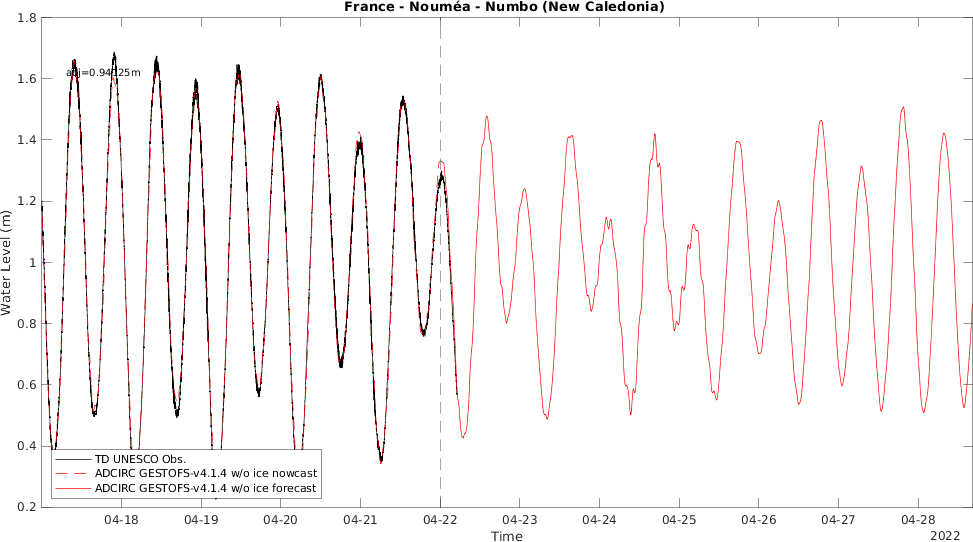 France - Nouméa - Numbo (New Caledonia)
1.8
1.6
1.4
1.2
1
0.8
0.6
0.4
0.2
Water Level (m)
adj=0.94125m
TD UNESCO Obs.
ADCIRC GESTOFS-v4.1.4 w/o ice nowcast
ADCIRC GESTOFS-v4.1.4 w/o ice forecast
04-18 04-19 04-20 04-21 04-22 04-23 04-24 04-25 04-26 04-27 04-28
Time
2022